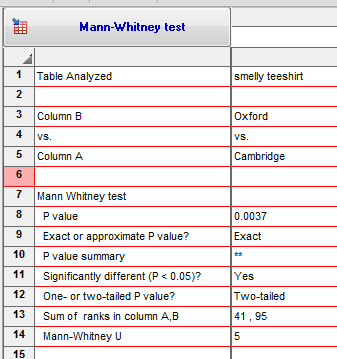 Mann-Whitney test
1 Table Analyzed smelly teeshirt
2
3 Column B Oxford
4 vs. vs.
5 Column A Cambridge
6
7 Mann Whitney test
8 P value 0.0037
9 Exact or approximate P value? Exact
10 P value summary **
11 Significantly different (P < 0.05)? Yes
12 One- or two-tailed P value? Two-tailed
13 Sum of ranks in column A,B 41 , 95
14 Mann-Whitney U 5